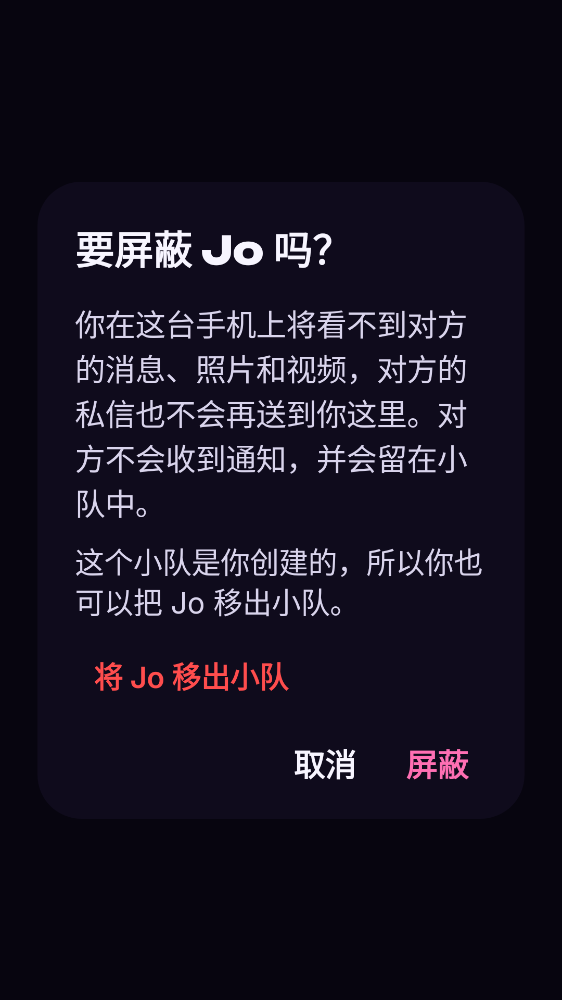 要屏蔽 Jo 吗？
你在这台手机上将看不到对方
的消息、照片和视频，对方的
私信也不会再送到你这里。对
方不会收到通知，并会留在小
队中。
这个小队是你创建的，所以你也
可以把 Jo 移出小队。
将 Jo 移出小队
取消
屏蔽